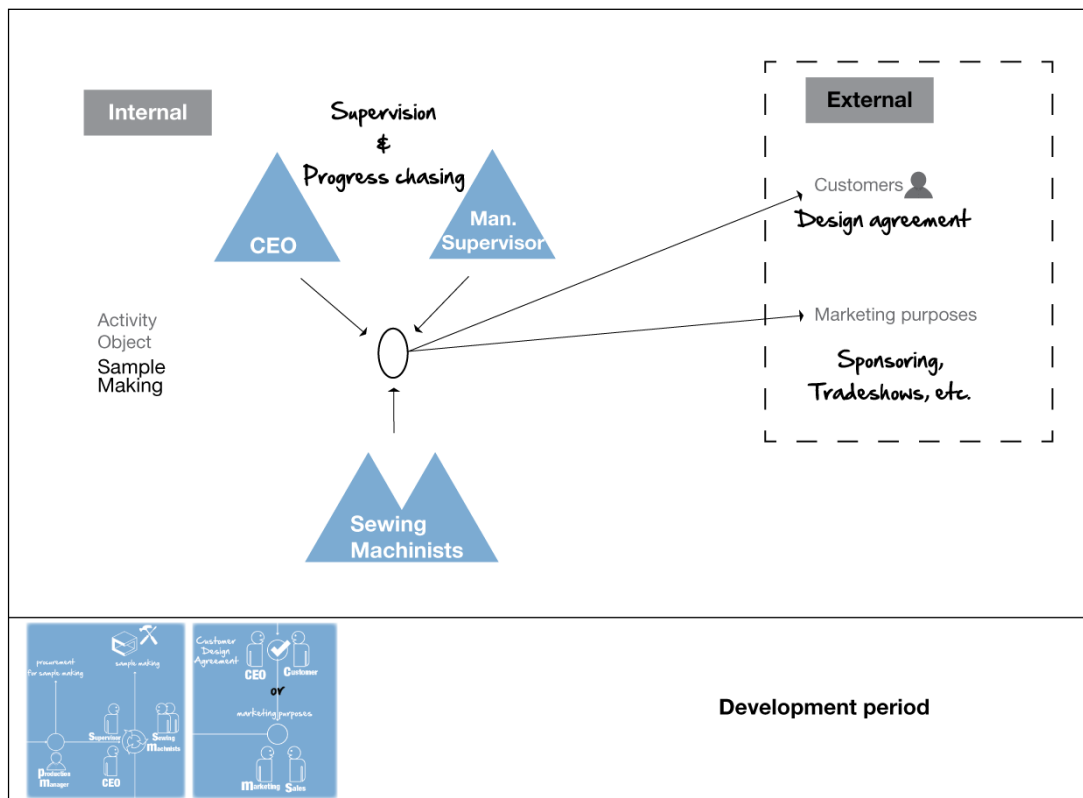 Internal
Supervision
&
Progress chasing
External
CEO
Man.
Supervisor
Customers
Design agreement
Activity
Object
Sample
Making
Marketing purposes
Sponsoring,
Tradeshows, etc.
Sewing
Machinists
procurement
for sample making
sample making
Supervisor
Sewing
machinists
production
manager
CEO
Customer
Design
Agreement
CEO
Customer
or
marketing purposes
marketing
Sales
Development period